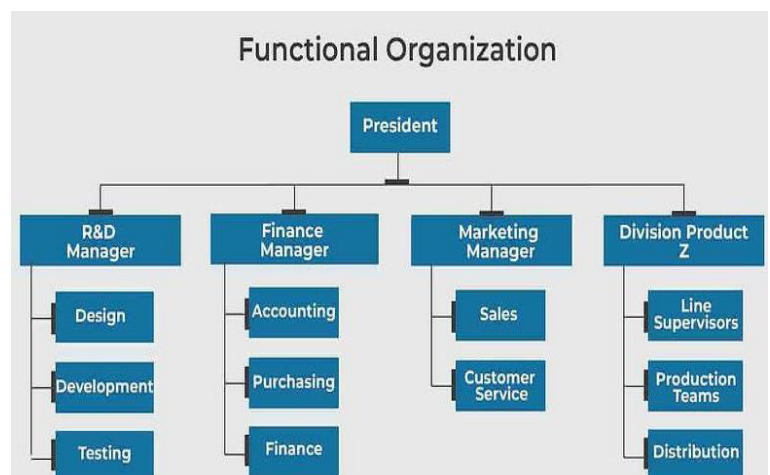 Functional Organization
President
R&D
Manager
Finance
Manager
Marketing
Manager
Division Product
Z
Design
Development
Testing
Accounting
Purchasing
Finance
Sales
Customer
Service
Line
Supervisors
Production
Teams
Distribution